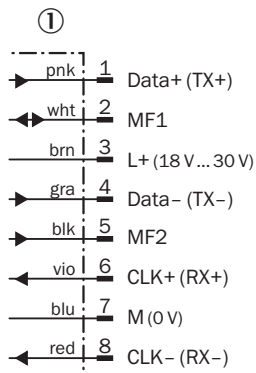 ①
pnk 1 Data+ (TX+)
wht 2 MF1
brn 3 L+ (18 V ... 30 V)
gra 4 Data– (TX–)
blk 5 MF2
vio 6 CLK+ (RX+)
blu 7 M (0 V)
red 8 CLK– (RX–)